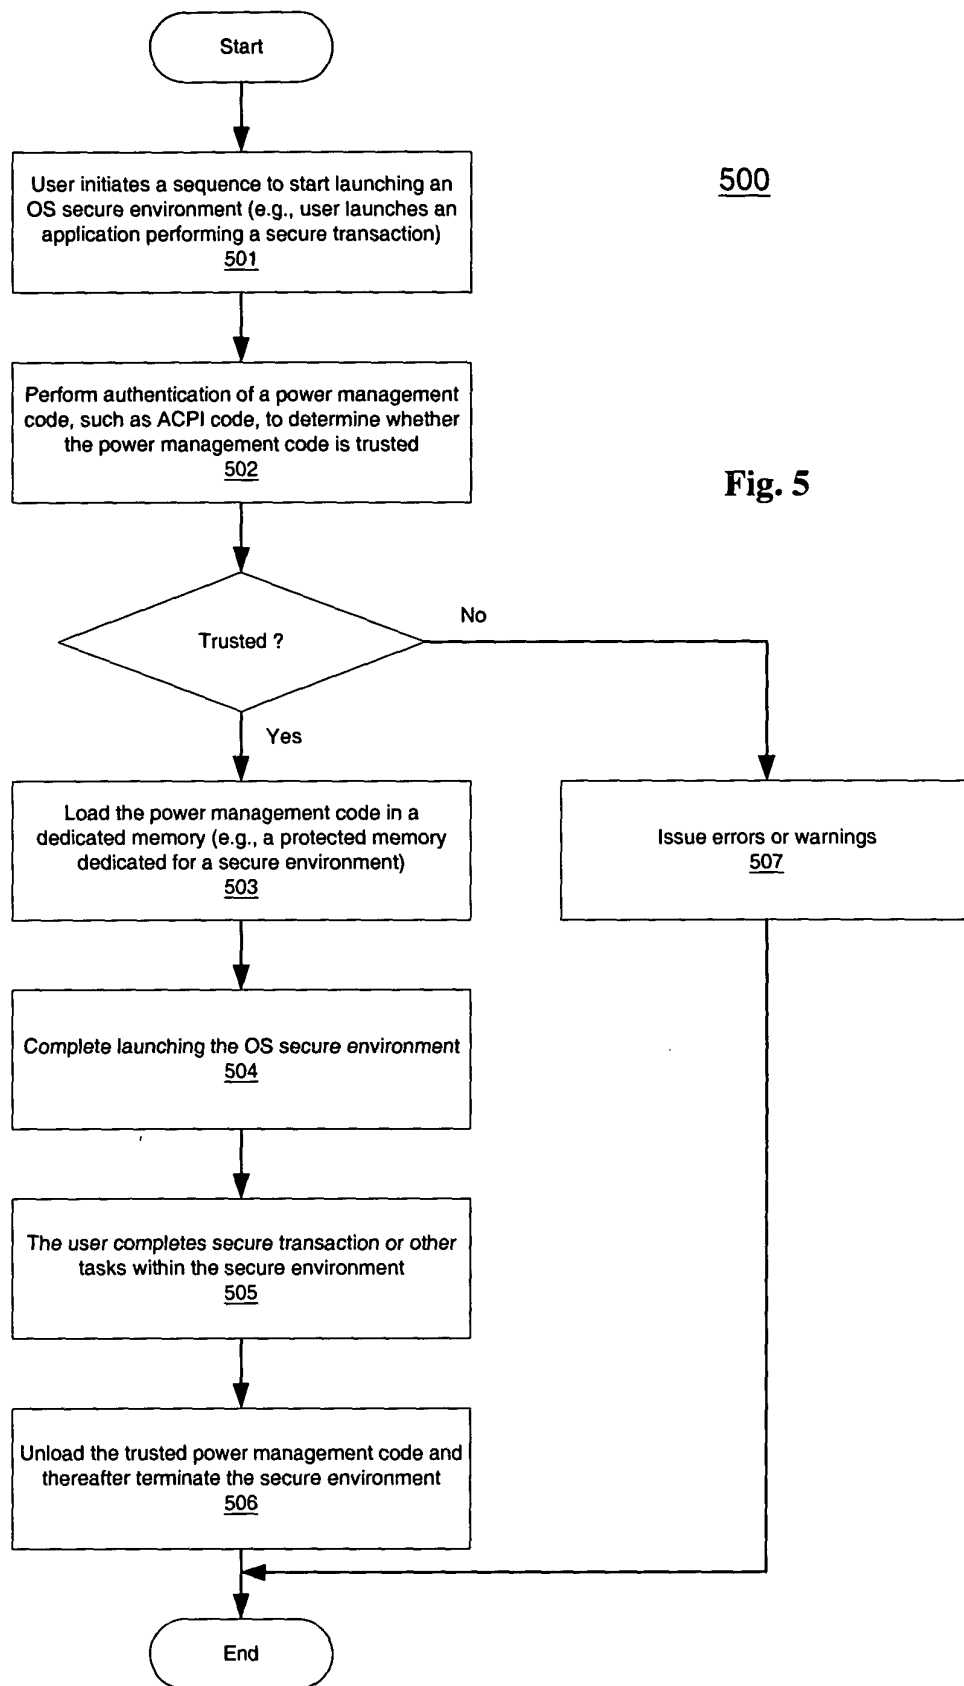 Start
User initiates a sequence to start launching an
OS secure environment (e.g., user launches an
application performing a secure transaction)
501
500
Perform authentication of a power management
code, such as ACPI code, to determine whether
the power management code is trusted
502
Fig. 5
Trusted ?
No
Yes
Load the power management code in a
dedicated memory (e.g., a protected memory
dedicated for a secure environment)
503
Issue errors or warnings
507
Complete launching the OS secure environment
504
The user completes secure transaction or other
tasks within the secure environment
505
Unload the trusted power management code and
thereafter terminate the secure environment
506
End